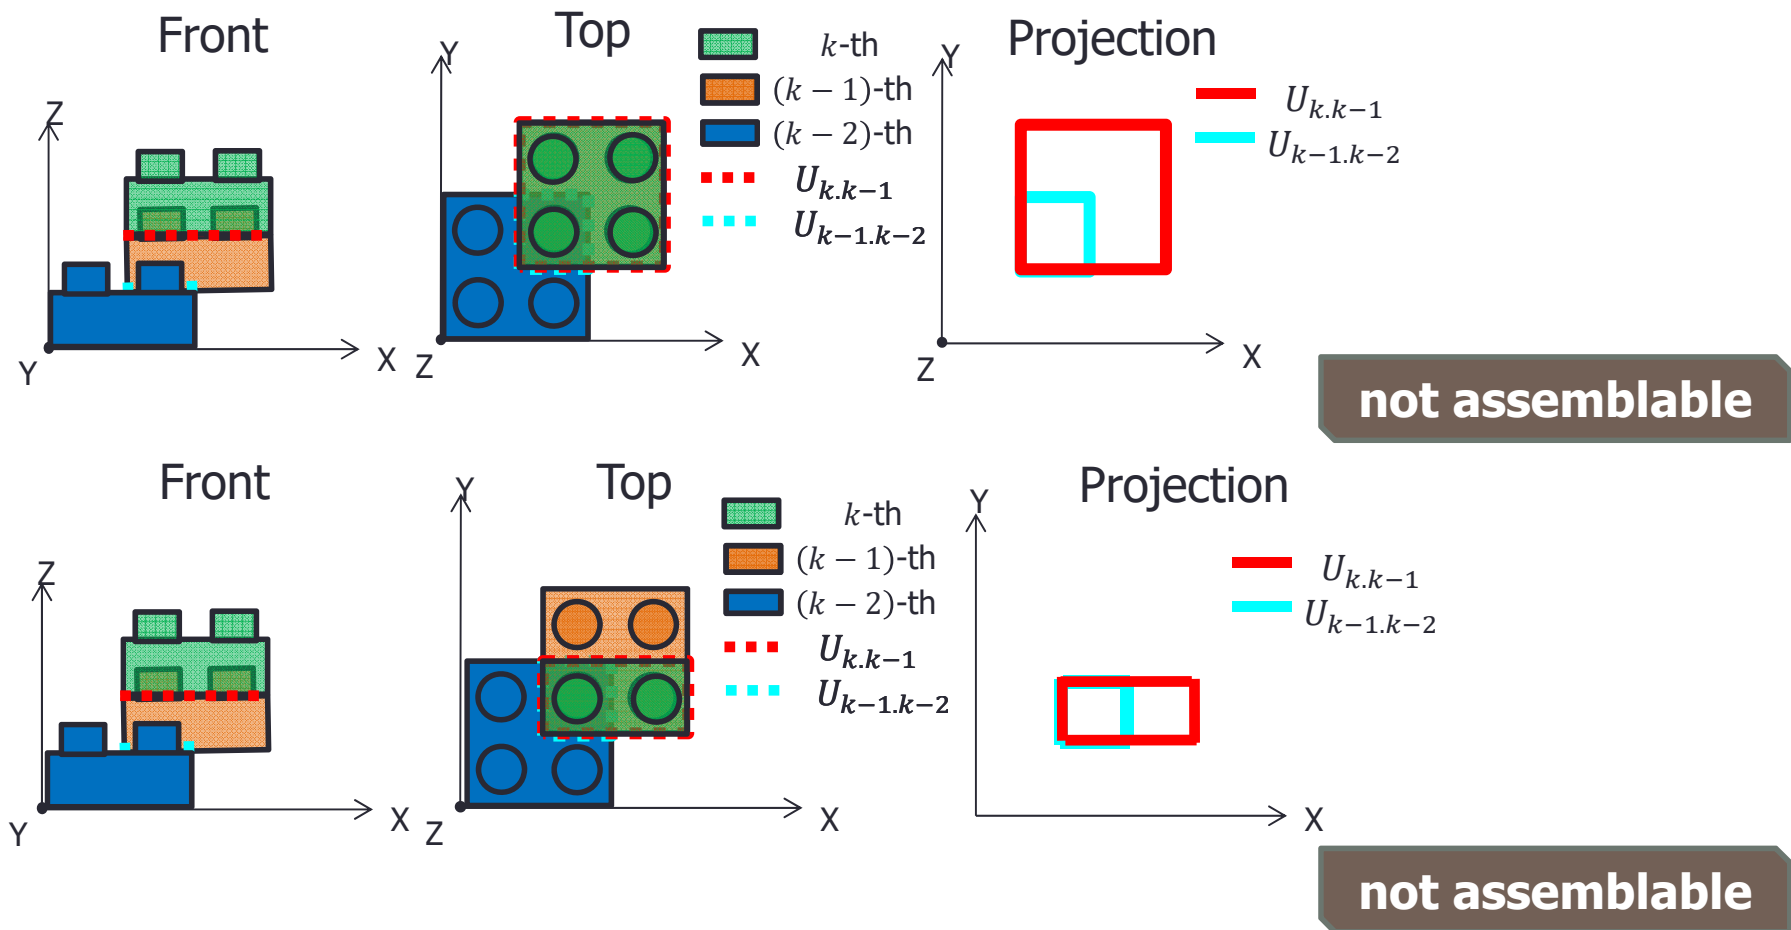 Front
Top
Projection
Z
Y
X
Y
Z
X
Y
Z
X
k-th
(k − 1)-th
(k − 2)-th
U_{k.k−1}
U_{k−1.k−2}
U_{k.k−1}
U_{k−1.k−2}
not assemblable
Front
Top
Projection
Z
Y
X
Y
Z
X
Y
X
k-th
(k − 1)-th
(k − 2)-th
U_{k.k−1}
U_{k−1.k−2}
U_{k.k−1}
U_{k−1.k−2}
not assemblable